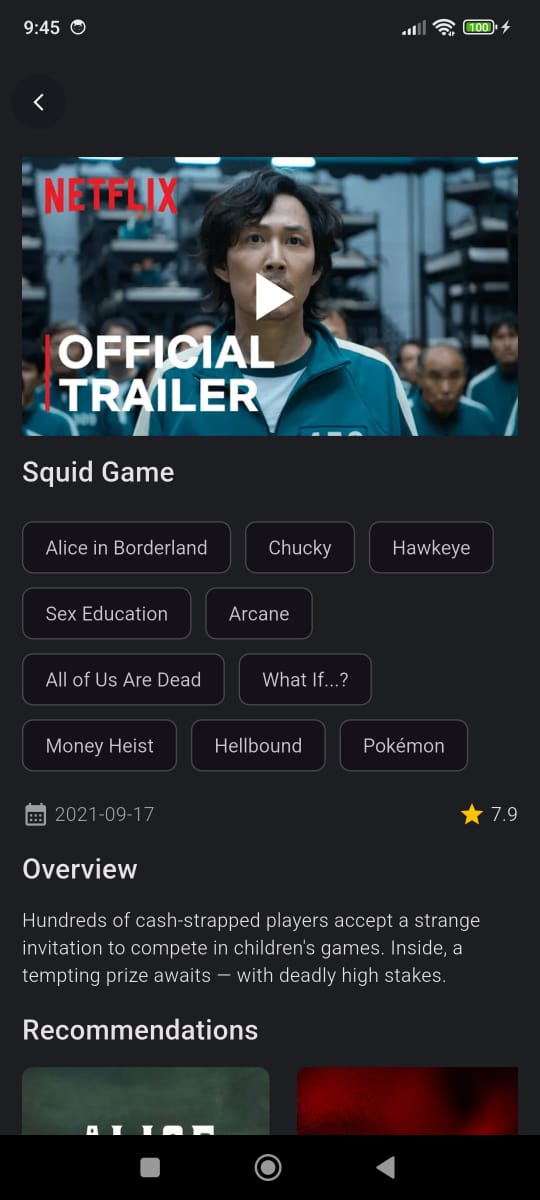 9:45
100
NETFLIX
OFFICIAL
TRAILER
Squid Game
Alice in Borderland Chucky Hawkeye
Sex Education Arcane
All of Us Are Dead What If...?
Money Heist Hellbound Pokémon
2021-09-17 7.9
Overview
Hundreds of cash-strapped players accept a strange
invitation to compete in children's games. Inside, a
tempting prize awaits — with deadly high stakes.
Recommendations